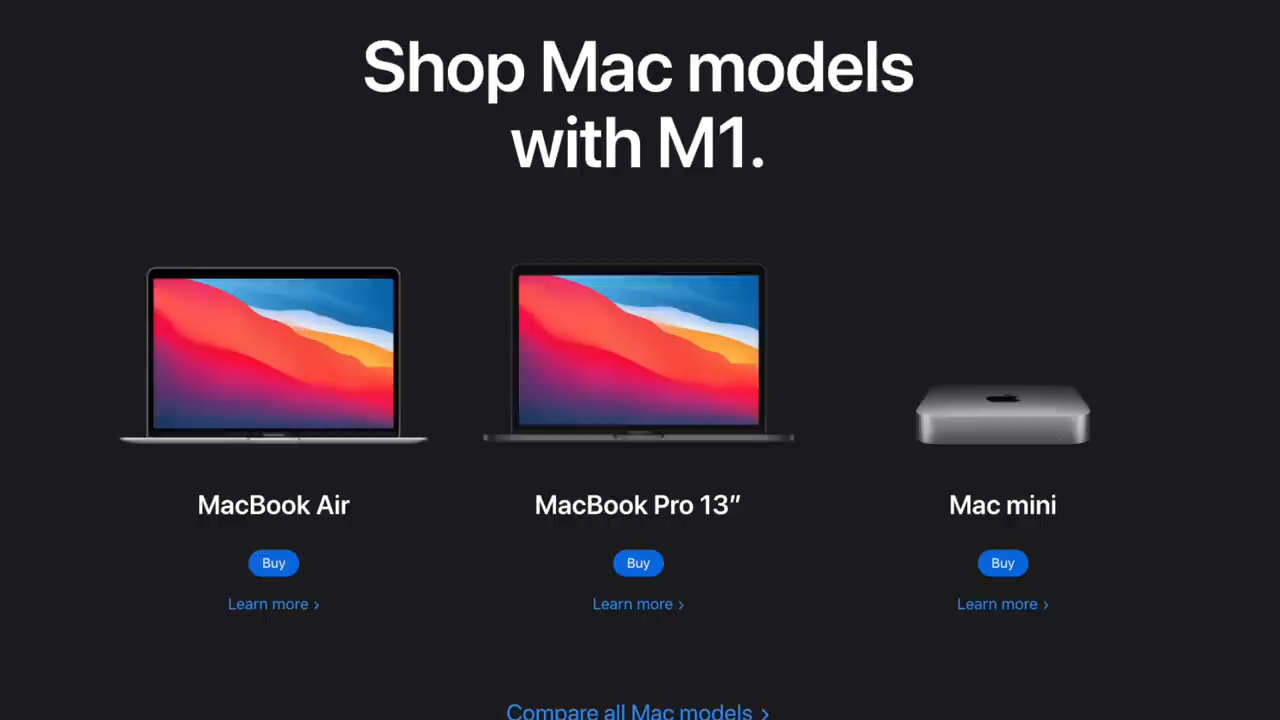 Shop Mac models
with M1.
MacBook Air
MacBook Pro 13″
Mac mini
Buy
Buy
Buy
Learn more ›
Learn more ›
Learn more ›
Compare all Mac models ›